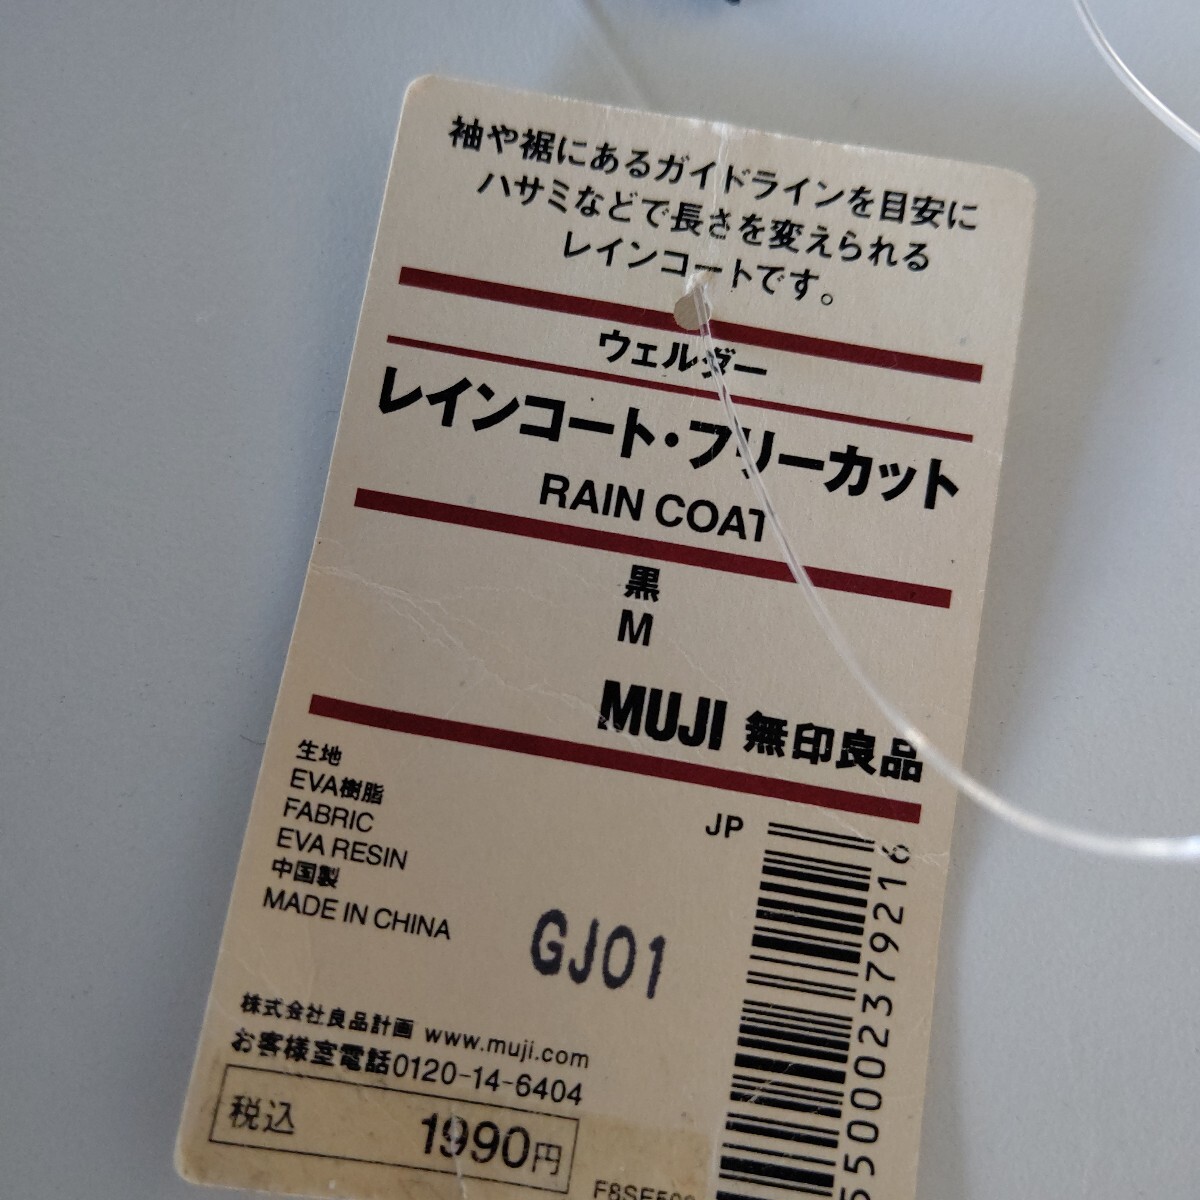 袖や裾にあるガイドラインを目安に
ハサミなどで長さを変えられる
レインコートです。
ウェルダー
レインコート・フリーカット
RAIN COAT
黒
M
MUJI 無印良品
生地
EVA樹脂
FABRIC
EVA RESIN
中国製
MADE IN CHINA
JP
GJ01
株式会社良品計画 www.muji.com
お客様室電話0120-14-6404
税込 1990円
550002379216